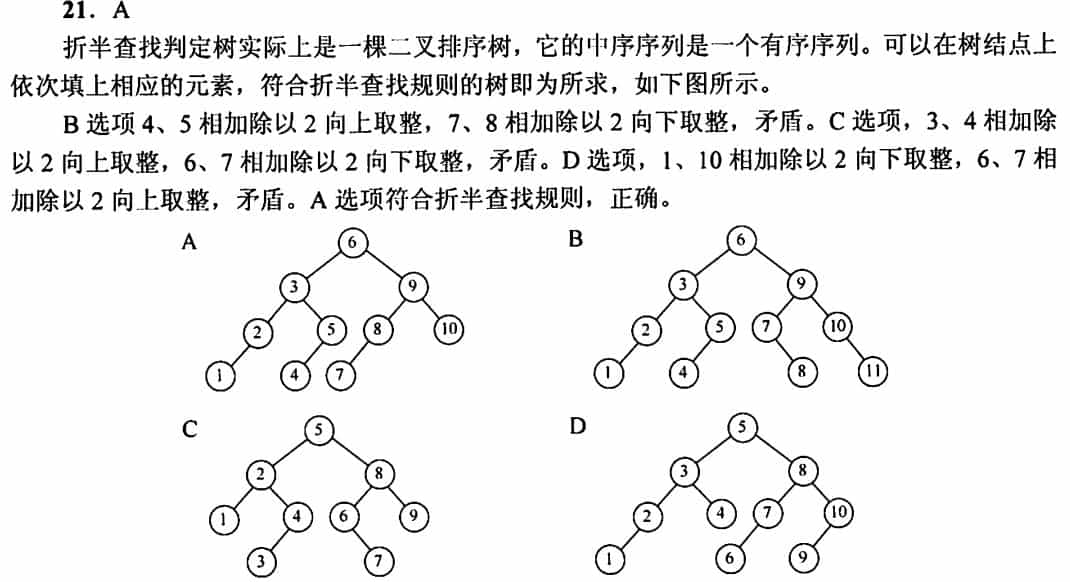 21．A
折半查找判定树实际上是一棵二叉排序树，它的中序序列是一个有序序列。可以在树结点上
依次填上相应的元素，符合折半查找规则的树即为所求，如下图所示。
B 选项 4、5 相加除以 2 向上取整，7、8 相加除以 2 向下取整，矛盾。C 选项，3、4 相加除
以 2 向上取整，6、7 相加除以 2 向下取整，矛盾。D 选项，1、10 相加除以 2 向下取整，6、7 相
加除以 2 向上取整，矛盾。A 选项符合折半查找规则，正确。
A
6
3 9
2 5 8 10
1 4 7
B
6
3 9
2 5 7 10
1 4 8 11
C
5
2 8
1 4 6 9
3 7
D
5
3 8
2 4 7 10
1 6 9